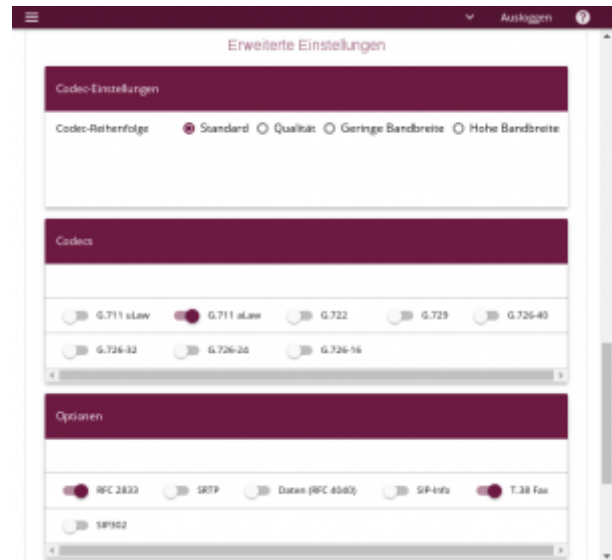 Ausloggen
Erweiterte Einstellungen
Codec-Einstellungen
Codec-Reihenfolge Standard Qualität Geringe Bandbreite Hohe Bandbreite
Codecs
G.711 uLaw G.711 aLaw G.722 G.729 G.726-40
G.726-32 G.726-24 G.726-16
Optionen
RFC 2833 SRTP Daten (RFC 4040) SIP-Info T.38 Fax
SIP302